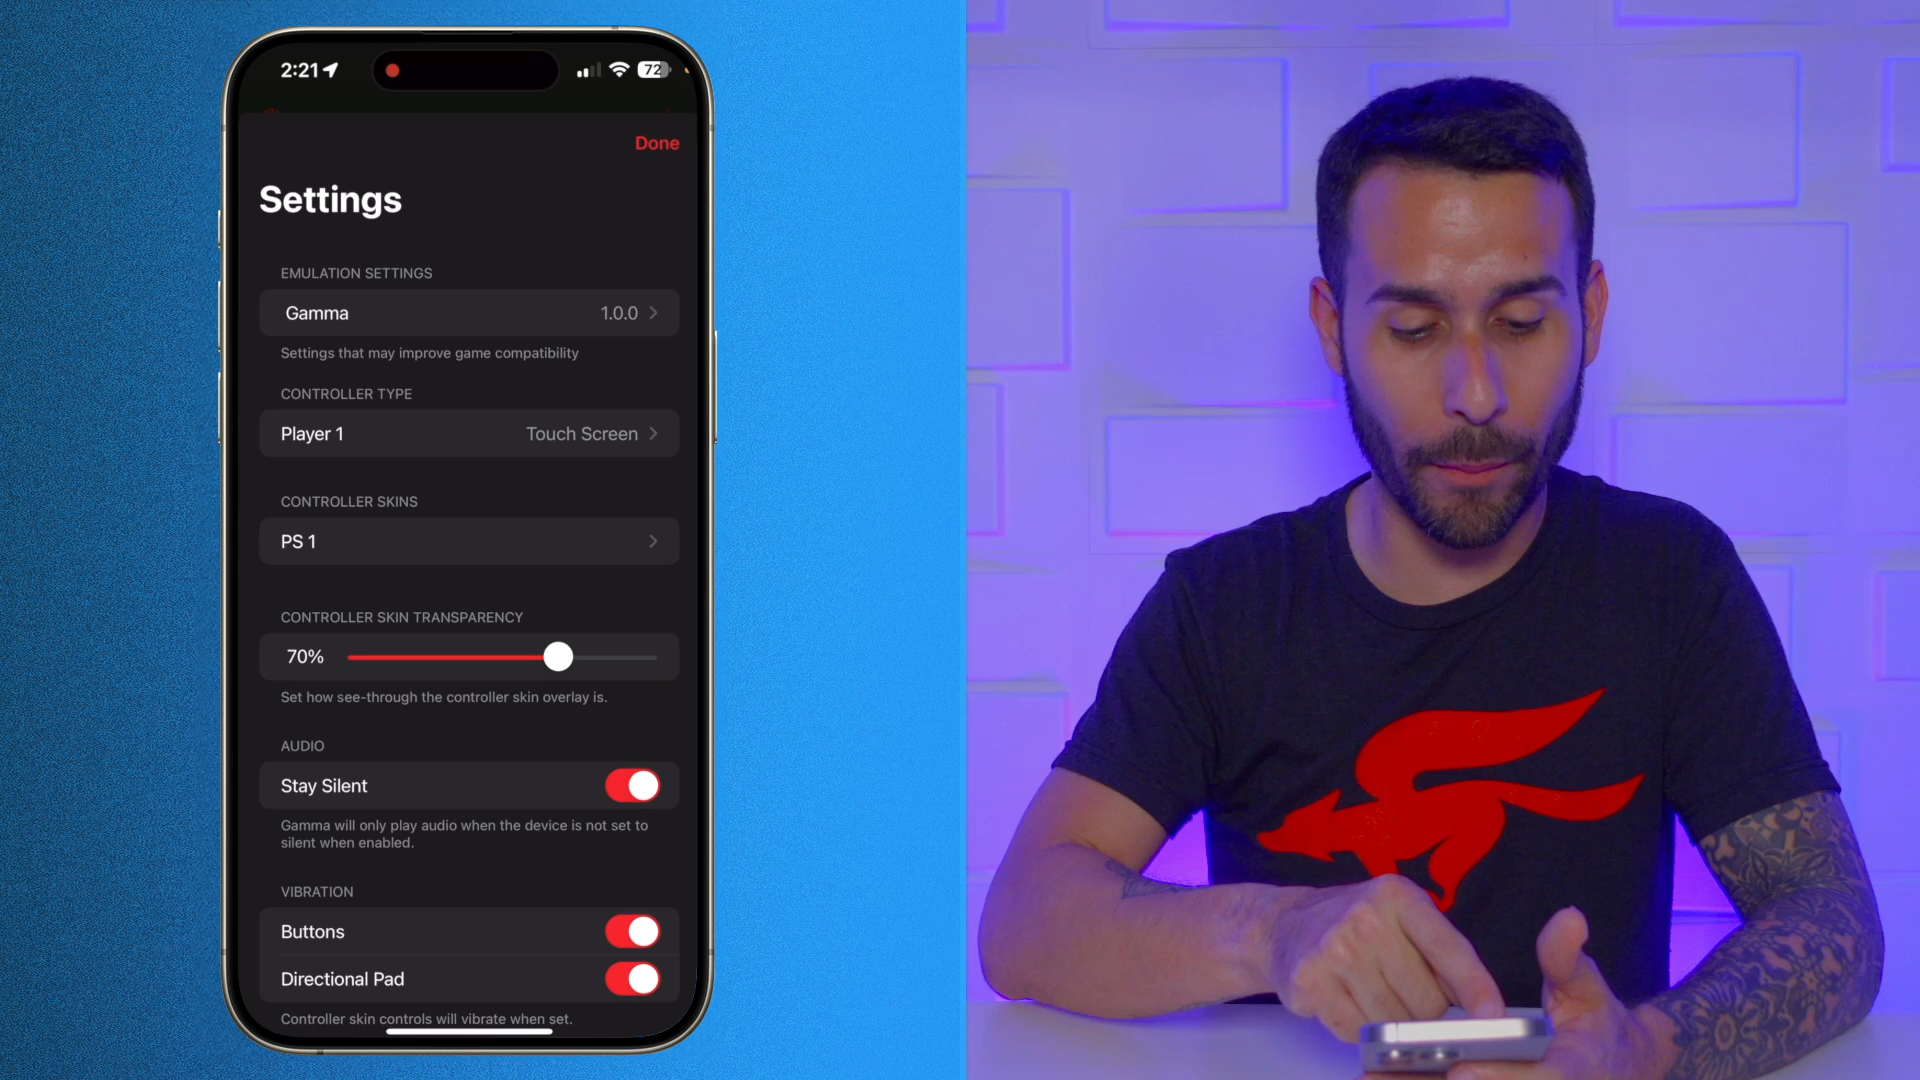 2:21
72
Done
Settings
EMULATION SETTINGS
Gamma 1.0.0
Settings that may improve game compatibility
CONTROLLER TYPE
Player 1 Touch Screen
CONTROLLER SKINS
PS 1
CONTROLLER SKIN TRANSPARENCY
70%
Set how see-through the controller skin overlay is.
AUDIO
Stay Silent
Gamma will only play audio when the device is not set to
silent when enabled.
VIBRATION
Buttons
Directional Pad
Controller skin controls will vibrate when set.